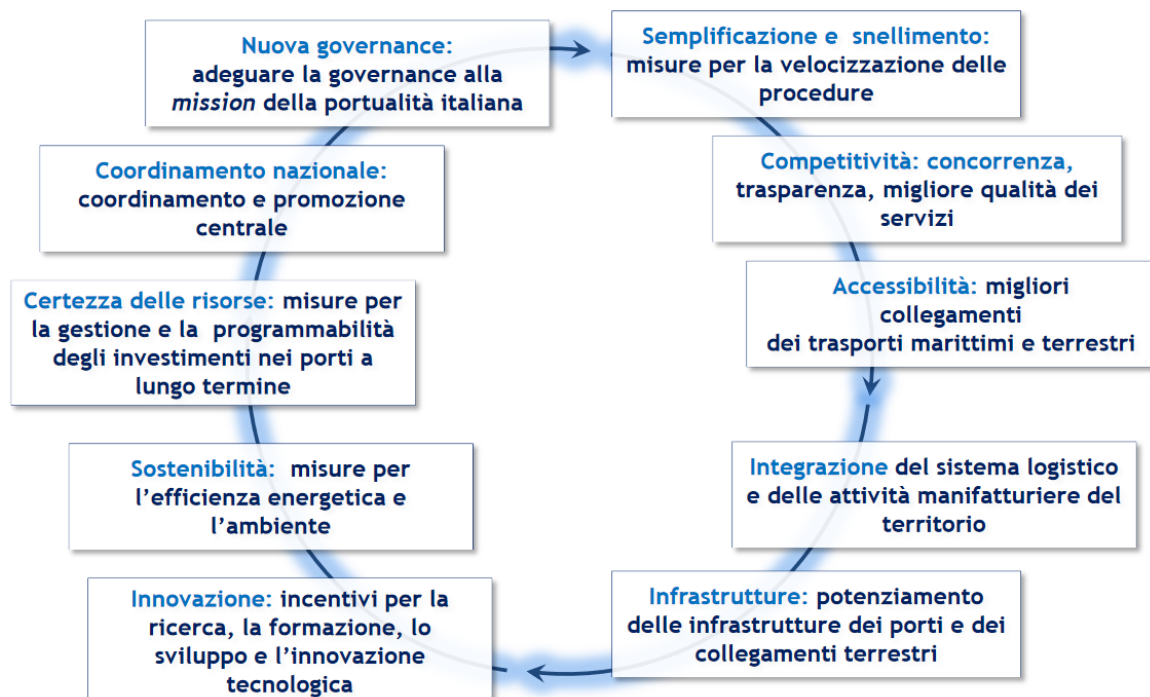 Nuova governance:
adeguare la governance alla
mission della portualità italiana
Semplificazione e snellimento:
misure per la velocizzazione delle
procedure
Competitività: concorrenza,
trasparenza, migliore qualità dei
servizi
Accessibilità: migliori
collegamenti
dei trasporti marittimi e terrestri
Integrazione del sistema logistico
e delle attività manifatturiere del
territorio
Infrastrutture: potenziamento
delle infrastrutture dei porti e dei
collegamenti terrestri
Innovazione: incentivi per la
ricerca, la formazione, lo
sviluppo e l’innovazione
tecnologica
Sostenibilità: misure per
l’efficienza energetica e
l’ambiente
Certezza delle risorse: misure per
la gestione e la programmabilità
degli investimenti nei porti a
lungo termine
Coordinamento nazionale:
coordinamento e promozione
centrale